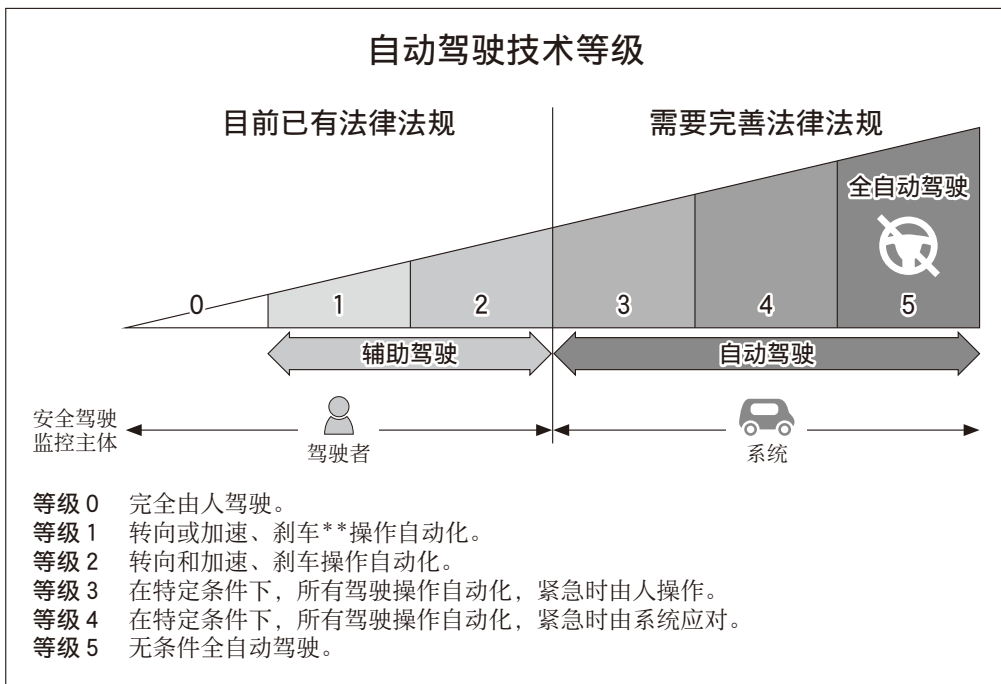 自动驾驶技术等级
目前已有法律法规
需要完善法律法规
全自动驾驶
0
1
2
3
4
5
辅助驾驶
自动驾驶
安全驾驶
监控主体
驾驶者
系统
等级 0 完全由人驾驶。
等级 1 转向或加速、刹车**操作自动化。
等级 2 转向和加速、刹车操作自动化。
等级 3 在特定条件下，所有驾驶操作自动化，紧急时由人操作。
等级 4 在特定条件下，所有驾驶操作自动化，紧急时由系统应对。
等级 5 无条件全自动驾驶。